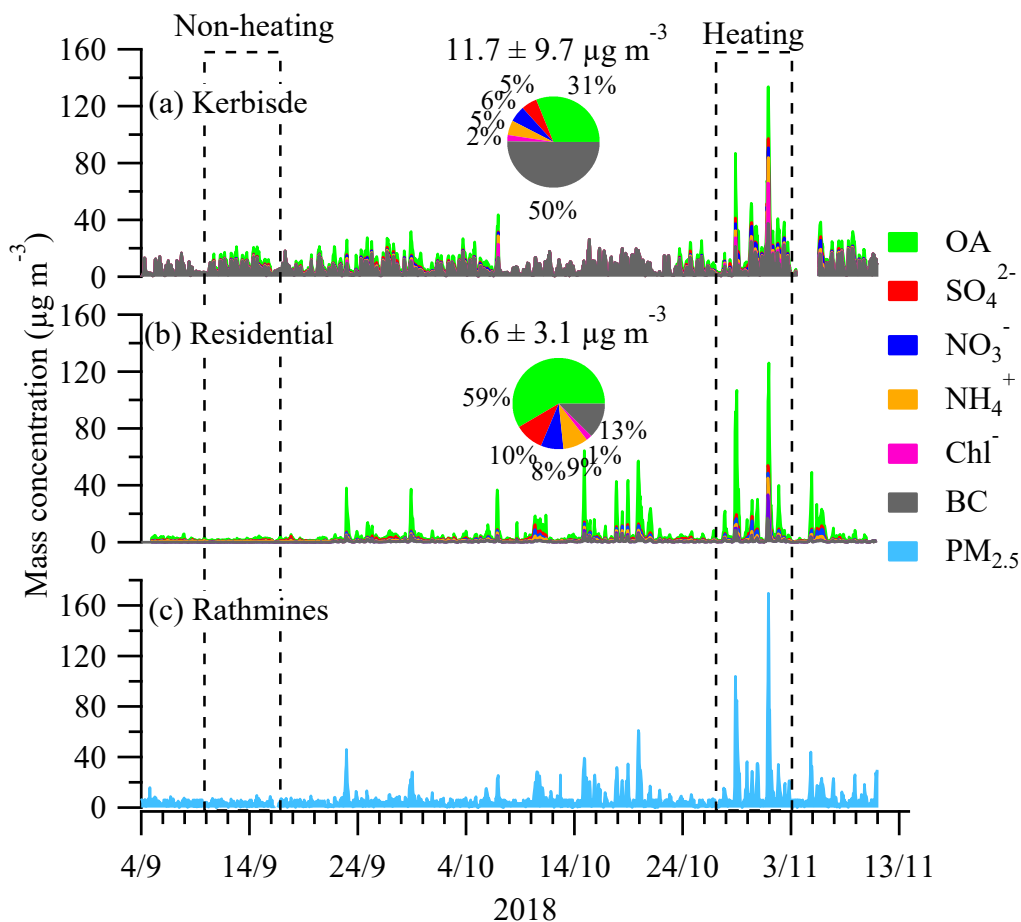 Non-heating
Heating
11.7 ± 9.7 µg m⁻³
(a) Kerbisde
160
120
80
40
0
31%
5%
6%
5%
2%
50%
(b) Residential
6.6 ± 3.1 µg m⁻³
160
120
80
40
0
59%
10%
8%
9%
1%
13%
(c) Rathmines
160
120
80
40
0
Mass concentration (µg m⁻³)
4/9
14/9
24/9
4/10
14/10
24/10
3/11
13/11
2018
OA
SO₄²⁻
NO₃⁻
NH₄⁺
Chl⁻
BC
PM₂.₅